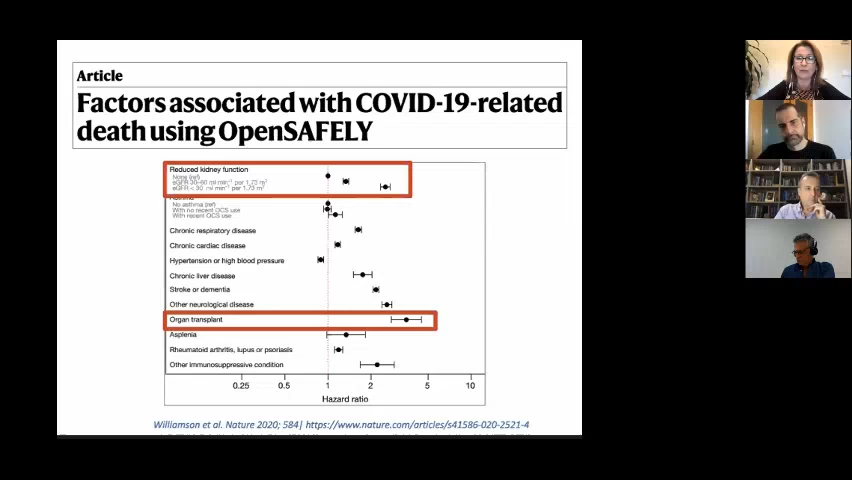 Article
Factors associated with COVID-19-related
death using OpenSAFELY
Reduced kidney function
None (ref)
eGFR 30–60 ml min⁻¹ per 1.73 m²
eGFR < 30 ml min⁻¹ per 1.73 m²
No asthma (ref)
With no recent OCS use
With recent OCS use
Chronic respiratory disease
Chronic cardiac disease
Hypertension or high blood pressure
Chronic liver disease
Stroke or dementia
Other neurological disease
Organ transplant
Asplenia
Rheumatoid arthritis, lupus or psoriasis
Other immunosuppressive condition
0.25 0.5 1 2 5 10
Hazard ratio
Williamson et al. Nature 2020; 584| https://www.nature.com/articles/s41586-020-2521-4